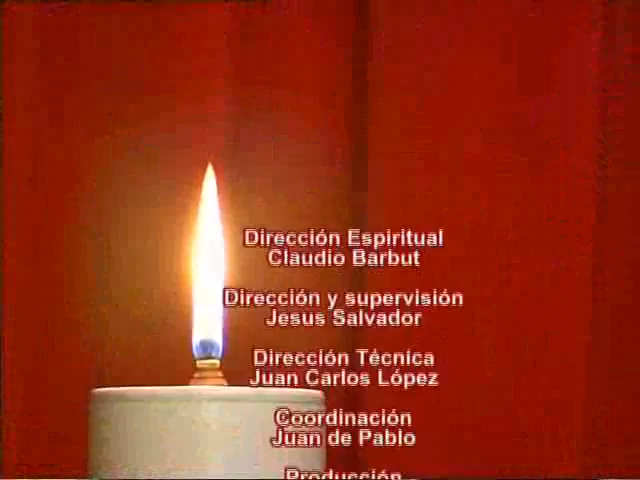 Dirección Espiritual
Claudio Barbut
Dirección y supervisión
Jesus Salvador
Dirección Técnica
Juan Carlos López
Coordinación
Juan de Pablo
Producción